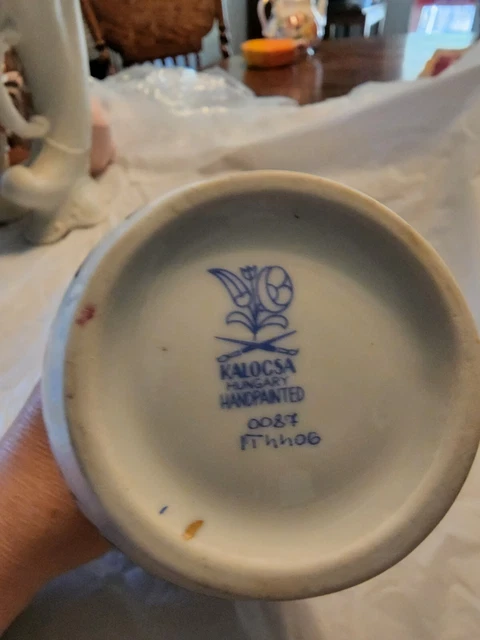 KALOCSA
HUNGARY
HANDPAINTED
0087